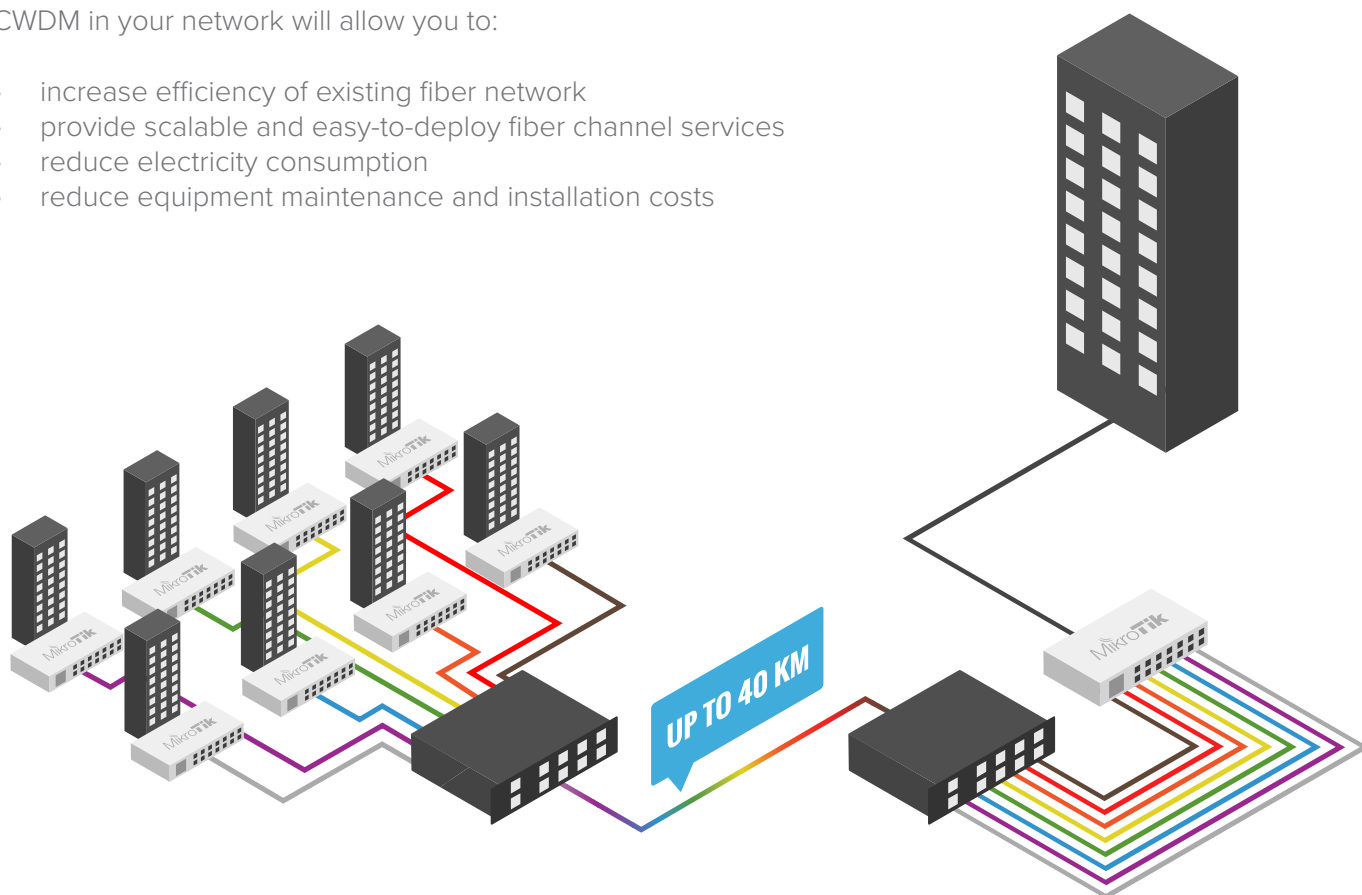 CWDM in your network will allow you to:
increase efficiency of existing fiber network
provide scalable and easy-to-deploy fiber channel services
reduce electricity consumption
reduce equipment maintenance and installation costs
MikroTik
MikroTik
MikroTik
MikroTik
MikroTik
MikroTik
MikroTik
MikroTik
MikroTik
UP TO 40 KM